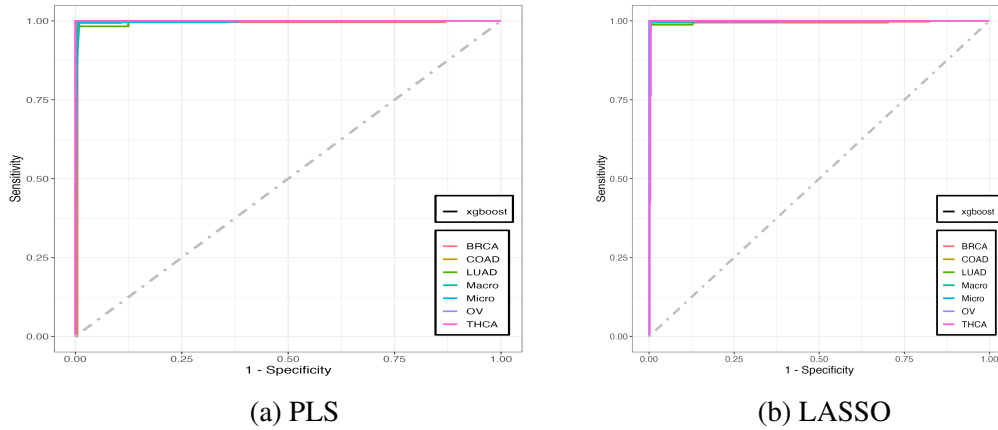 1.00
0.75
0.50
0.25
0.00
Sensitivity
0.00 0.25 0.50 0.75 1.00
1 - Specificity
xgboost
BRCA
COAD
LUAD
Macro
Micro
OV
THCA
(a) PLS
1.00
0.75
0.50
0.25
0.00
Sensitivity
0.00 0.25 0.50 0.75 1.00
1 - Specificity
xgboost
BRCA
COAD
LUAD
Macro
Micro
OV
THCA
(b) LASSO